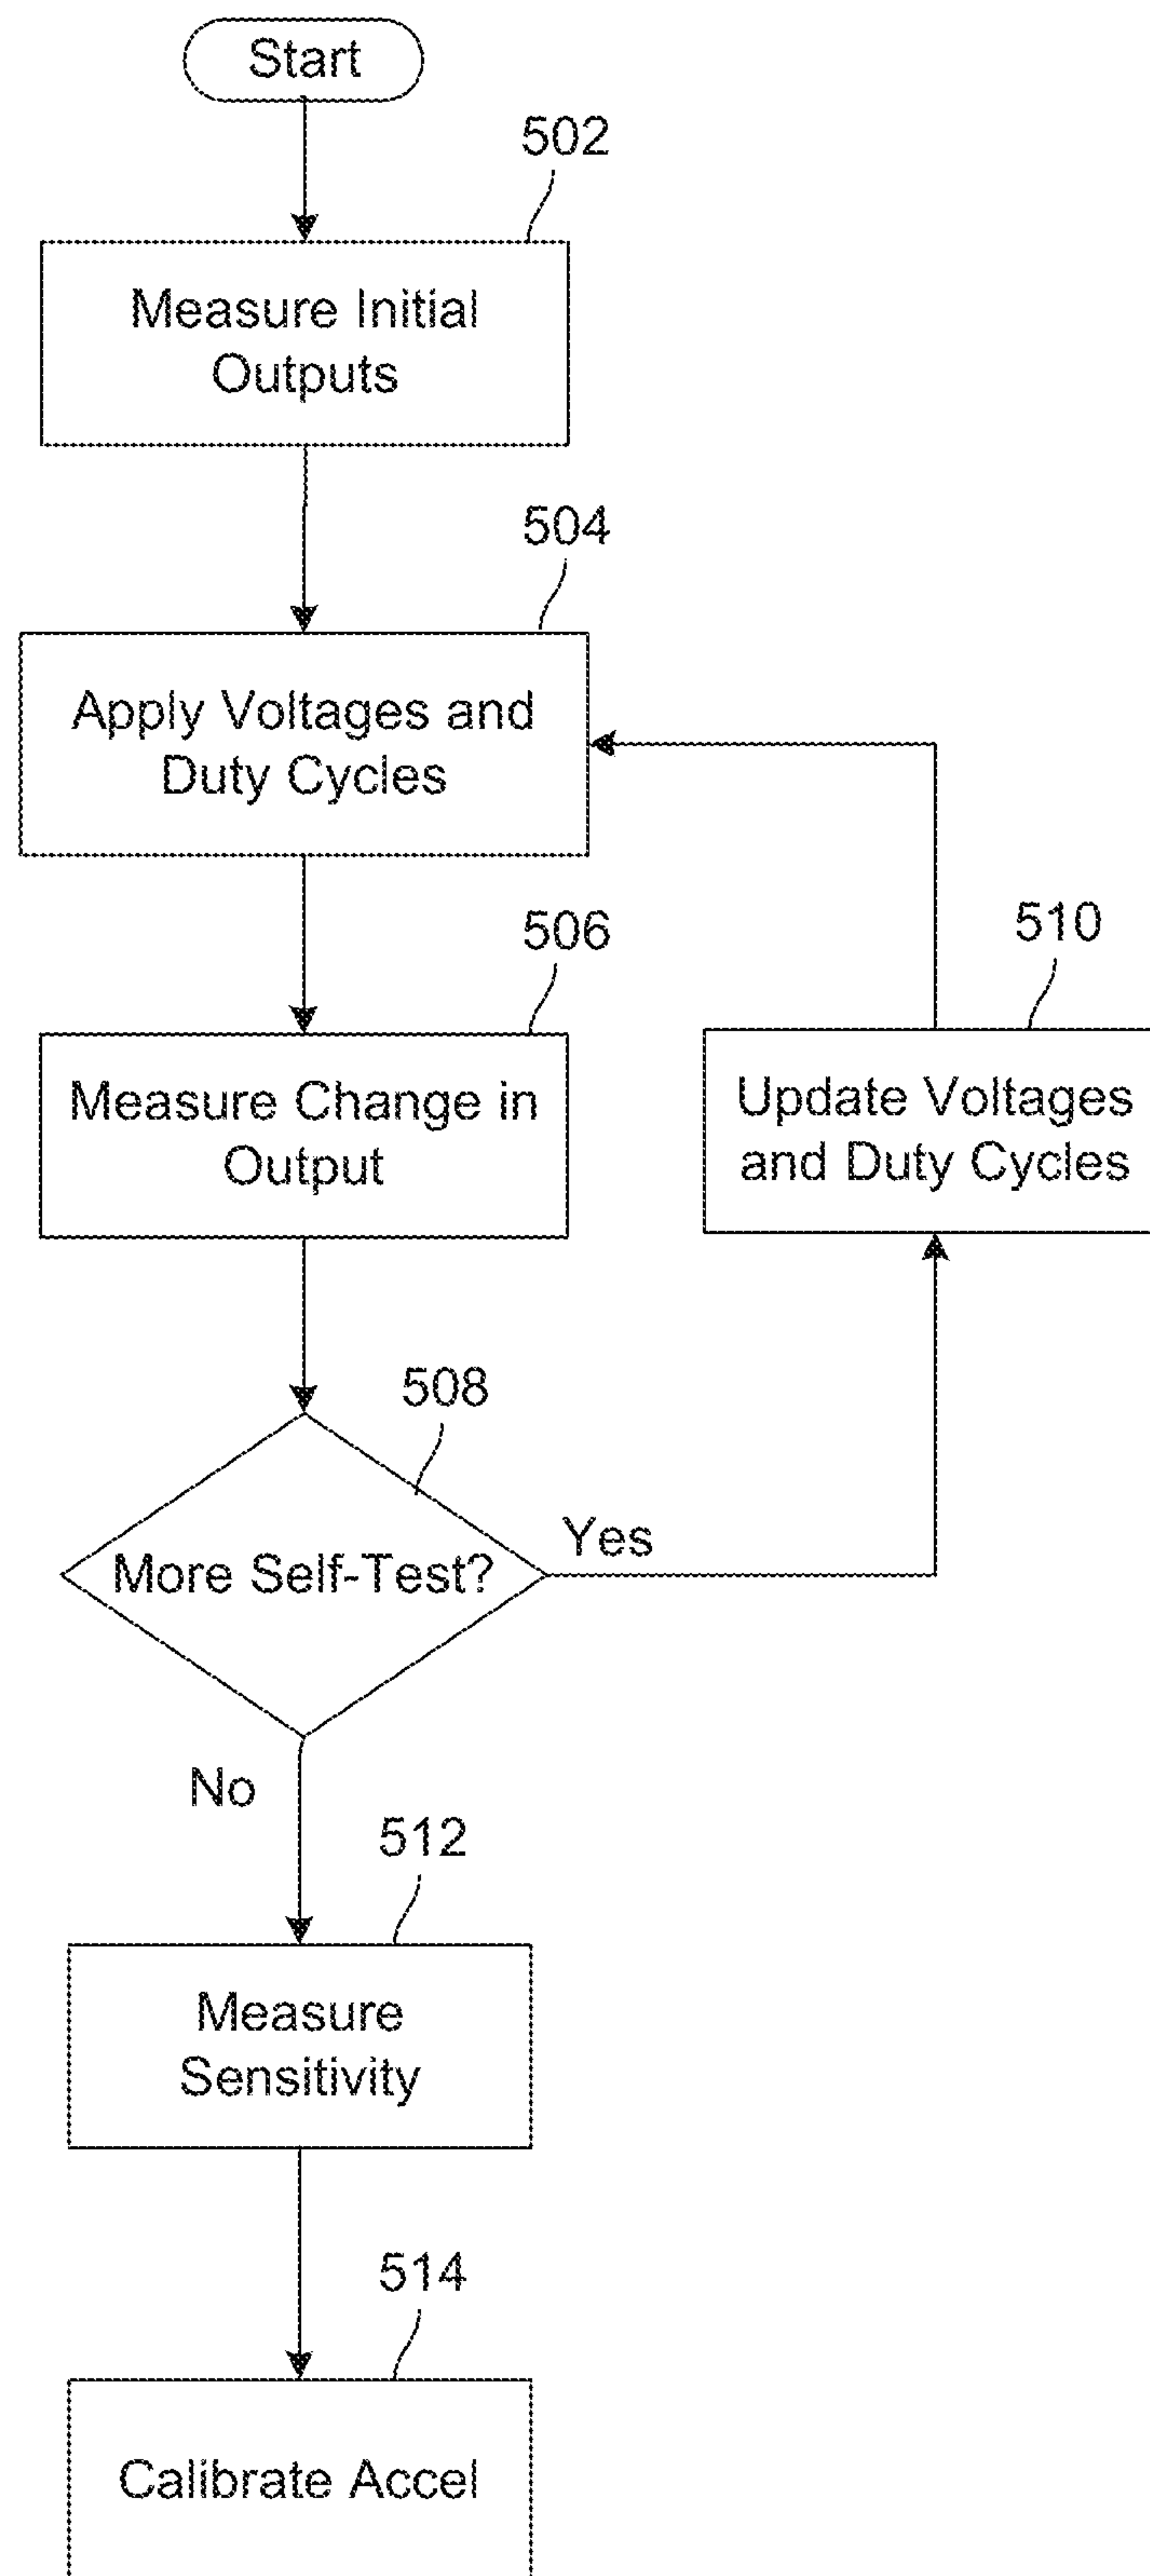 Start
502
Measure Initial
Outputs
504
Apply Voltages and
Duty Cycles
506
Measure Change in
Output
510
Update Voltages
and Duty Cycles
508
More Self-Test?
Yes
No
512
Measure
Sensitivity
514
Calibrate Accel